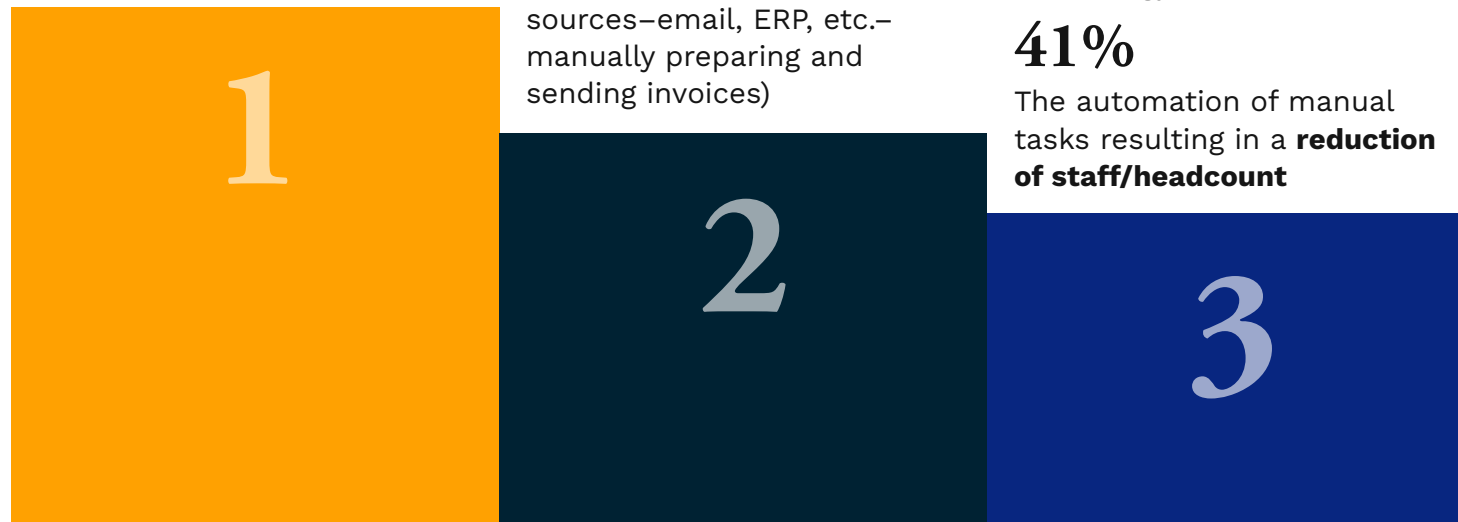 1
sources–email, ERP, etc.–
manually preparing and
sending invoices)
2
41%
The automation of manual
tasks resulting in a reduction
of staff/headcount
3